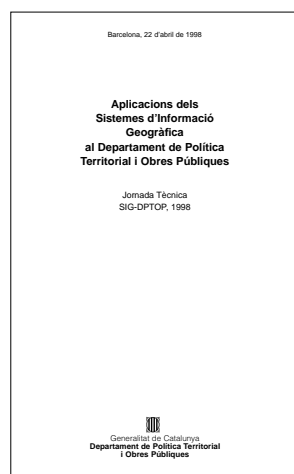 Barcelona, 22 d'abril de 1998
Aplicacions dels
Sistemes d'Informació
Geogràfica
al Departament de Política
Territorial i Obres Públiques
Jornada Tècnica
SIG-DPTOP, 1998
Generalitat de Catalunya
Departament de Política Territorial
i Obres Públiques